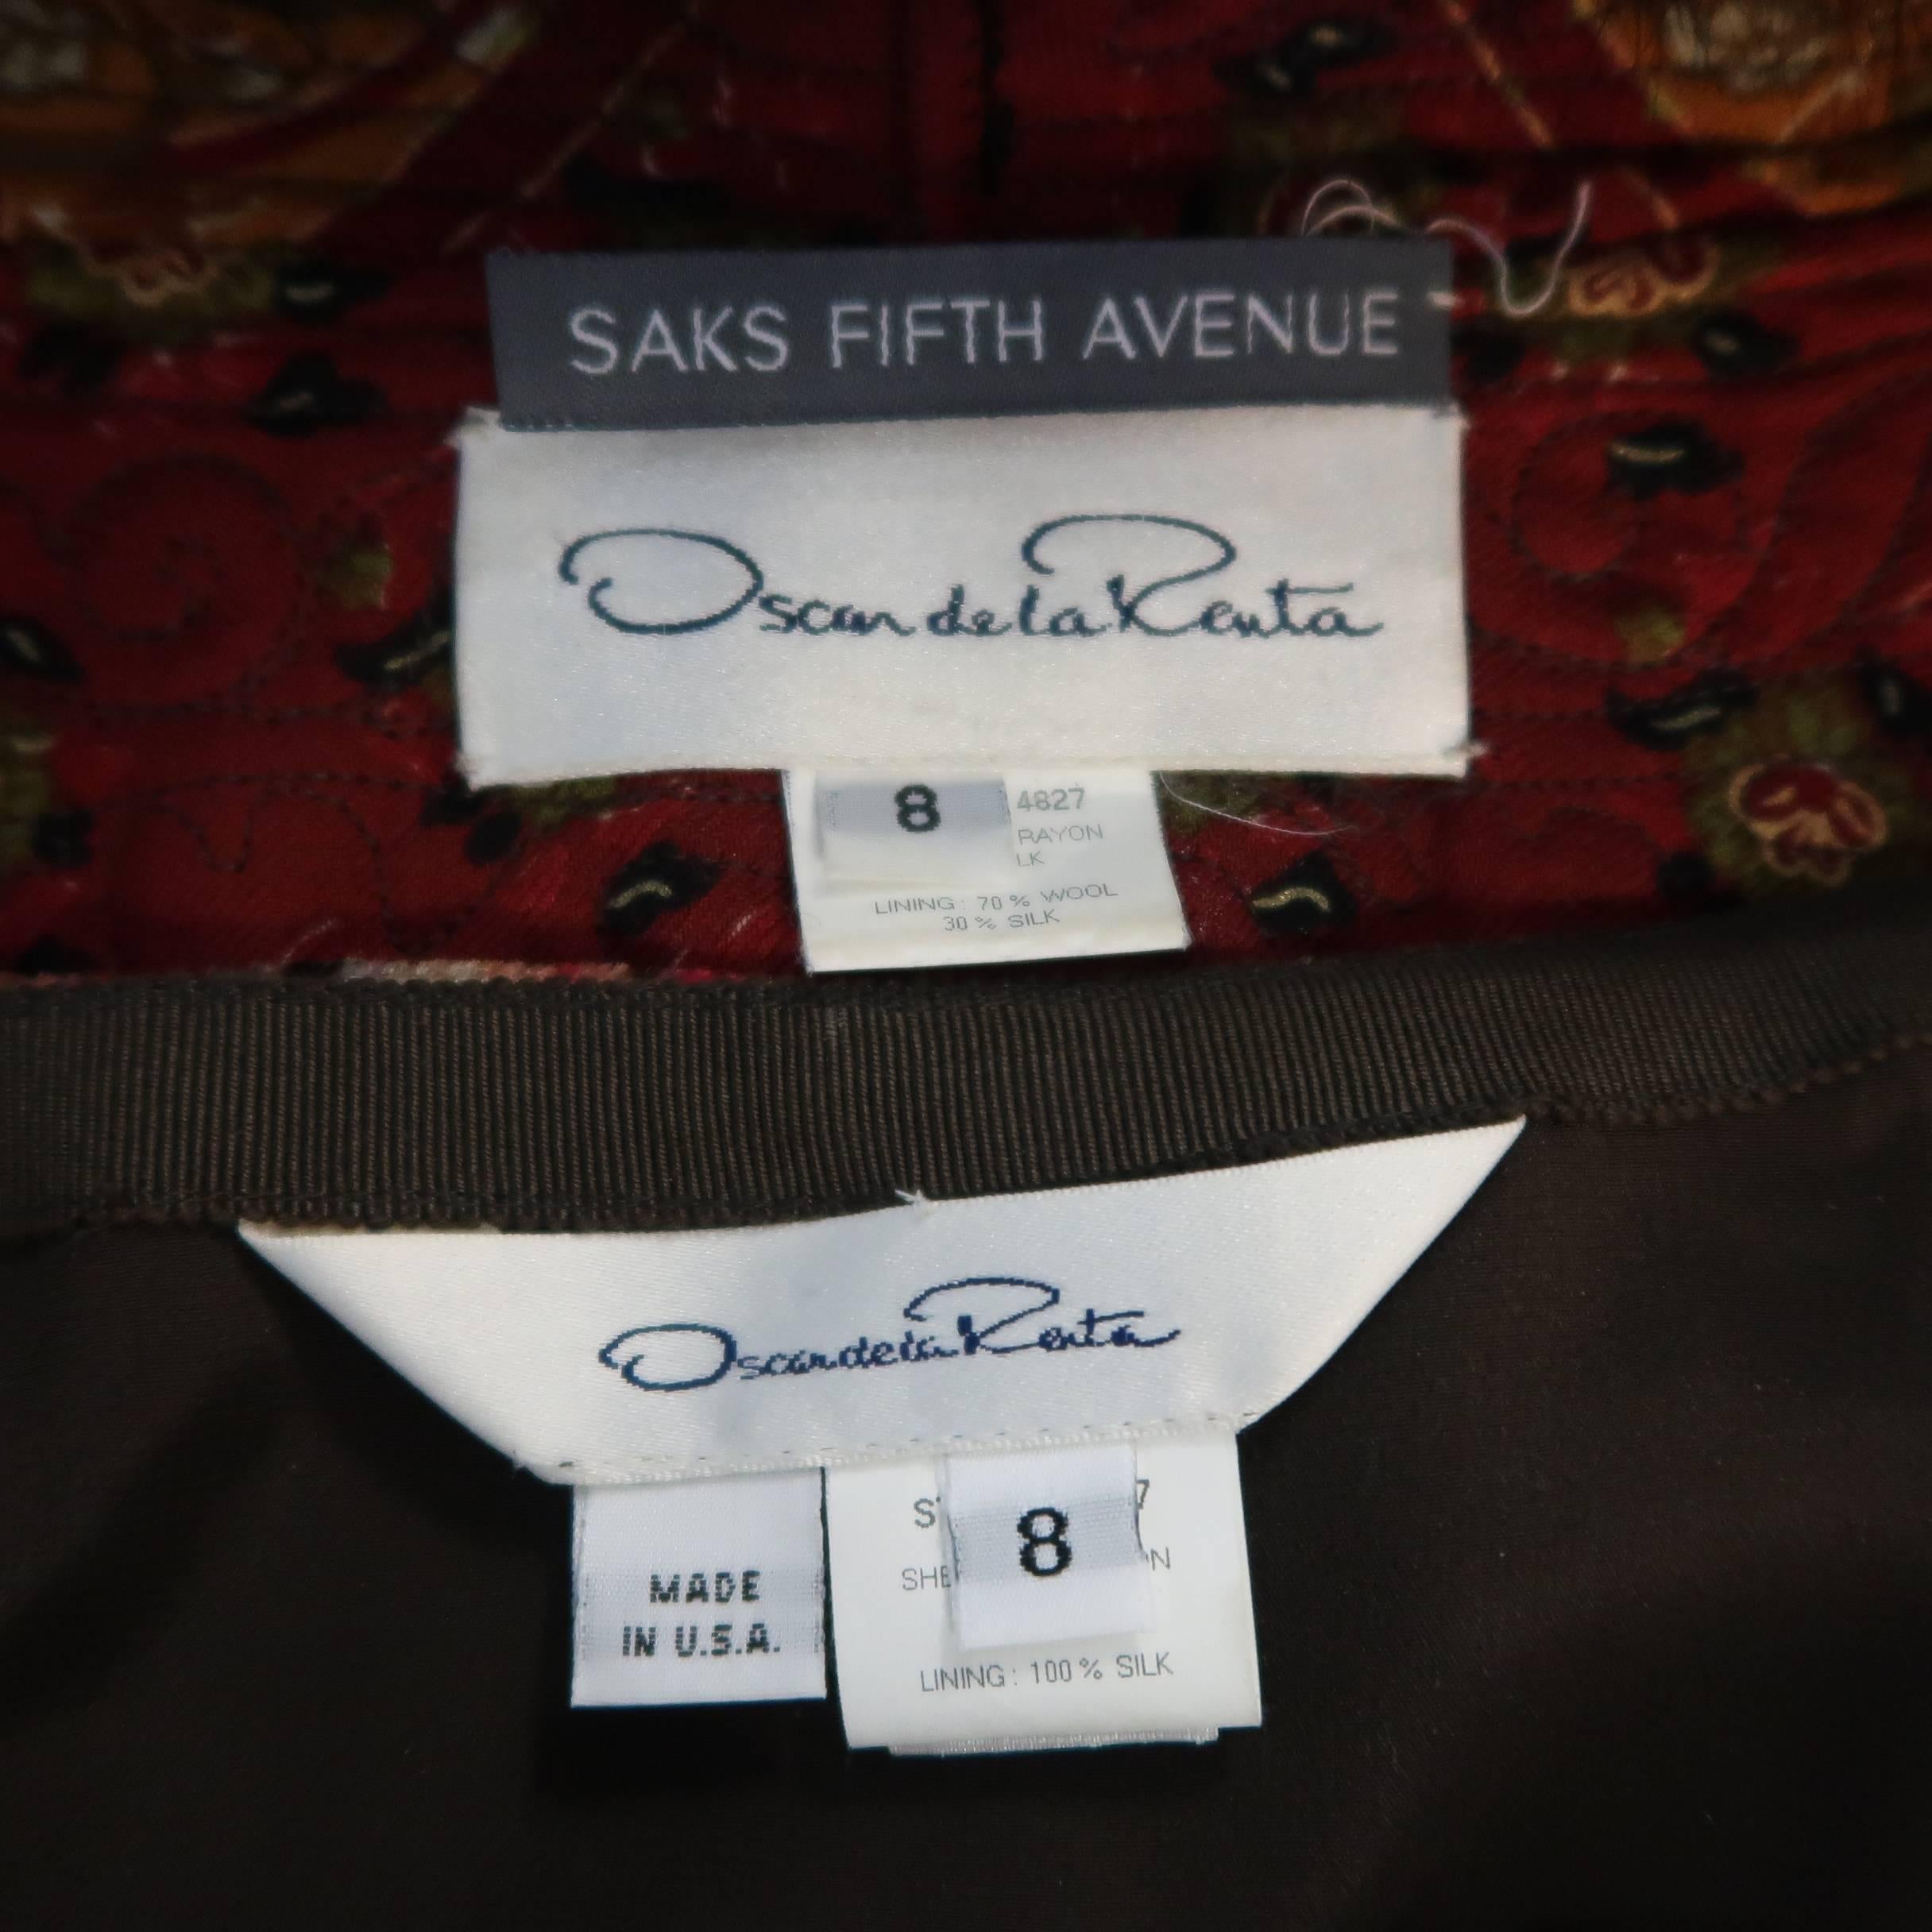 SAKS FIFTH AVENUE
Oscar de la Renta
8
4827
RAYON
LK
LINING: 70% WOOL
30% SILK
Oscar de la Renta
MADE
IN U.S.A.
8
LINING: 100% SILK